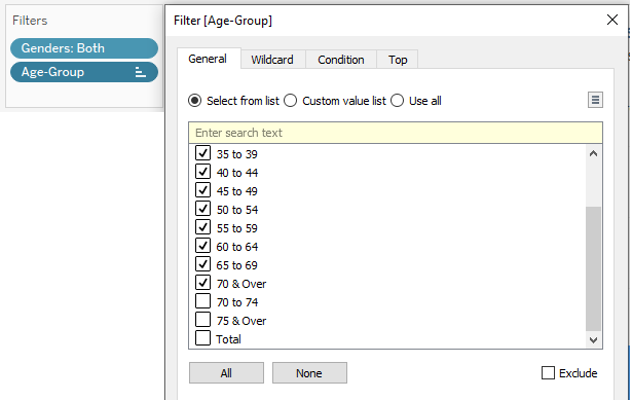 Filters
Genders: Both
Age-Group
Filter [Age-Group]
General Wildcard Condition Top
Select from list Custom value list Use all
Enter search text
35 to 39
40 to 44
45 to 49
50 to 54
55 to 59
60 to 64
65 to 69
70 & Over
70 to 74
75 & Over
Total
All None Exclude